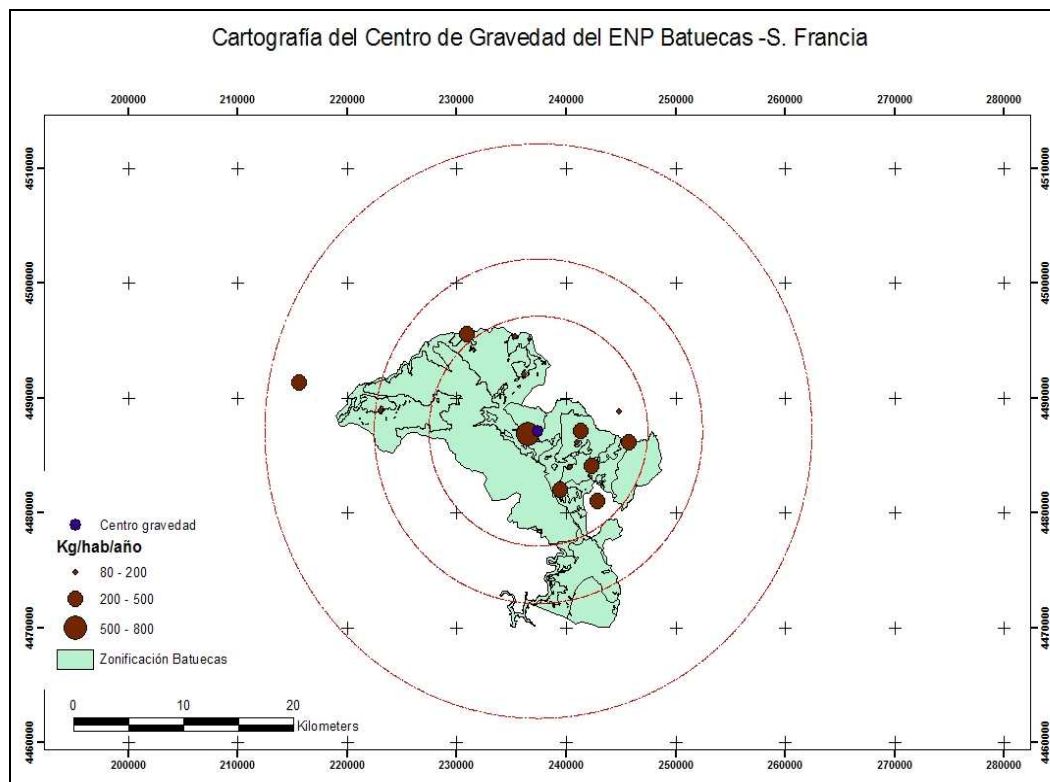 Cartografía del Centro de Gravedad del ENP Batuecas -S. Francia
200000 210000 220000 230000 240000 250000 260000 270000 280000
4510000 4510000
4500000 4500000
4490000 4490000
4480000 4480000
4470000 4470000
4460000 4460000
Centro gravedad
Kg/hab/año
80 - 200
200 - 500
500 - 800
Zonificación Batuecas
0 10 20
Kilometers
200000 210000 220000 230000 240000 250000 260000 270000 280000